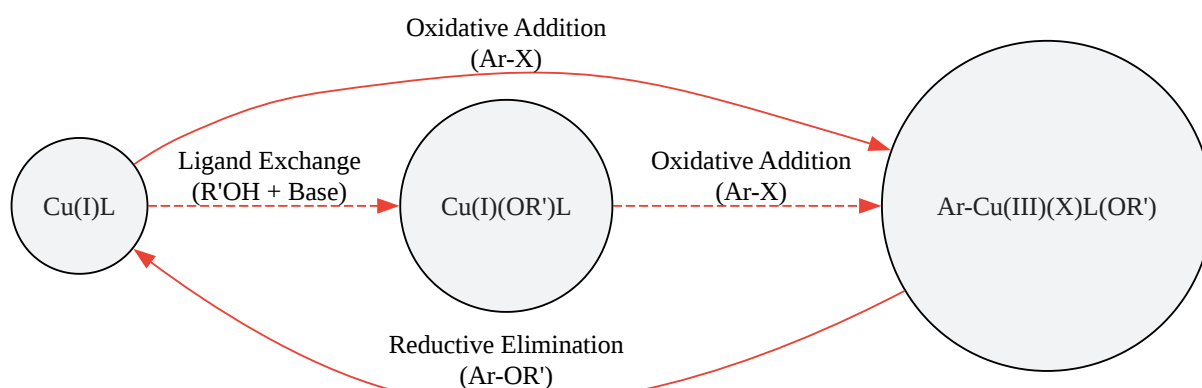 Oxidative Addition
(Ar-X)
Ligand Exchange
(R'OH + Base)
Oxidative Addition
(Ar-X)
Cu(I)L
Cu(I)(OR')L
Ar-Cu(III)(X)L(OR')
Reductive Elimination
(Ar-OR')